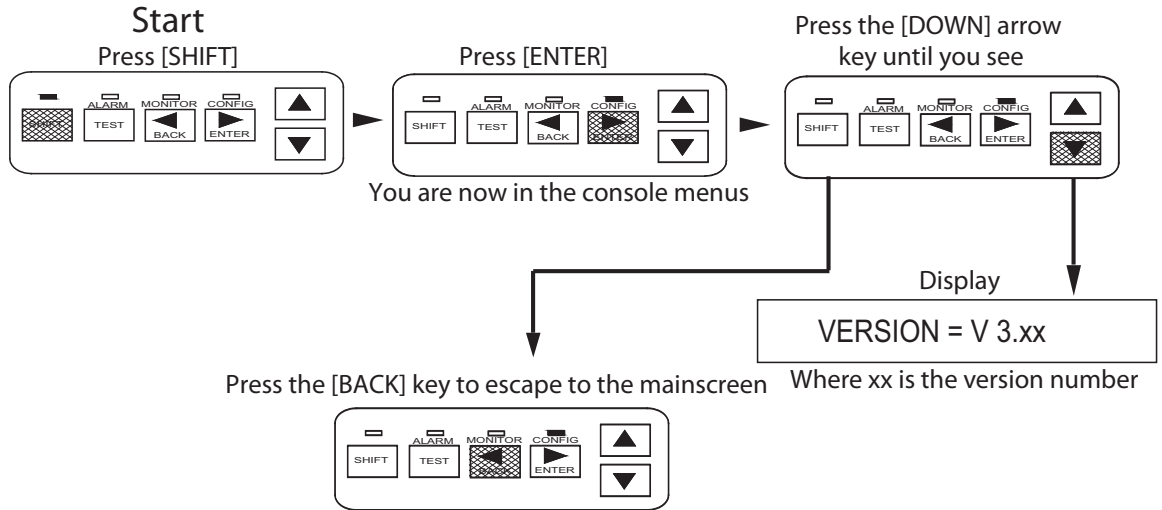 Start
Press [SHIFT]
Press [ENTER]
Press the [DOWN] arrow
key until you see
ALARM MONITOR CONFIG
SHIFT TEST BACK ENTER
ALARM MONITOR CONFIG
SHIFT TEST BACK ENTER
ALARM MONITOR CONFIG
SHIFT TEST BACK ENTER
You are now in the console menus
Display
VERSION = V 3.xx
Where xx is the version number
Press the [BACK] key to escape to the mainscreen
ALARM MONITOR CONFIG
SHIFT TEST BACK ENTER